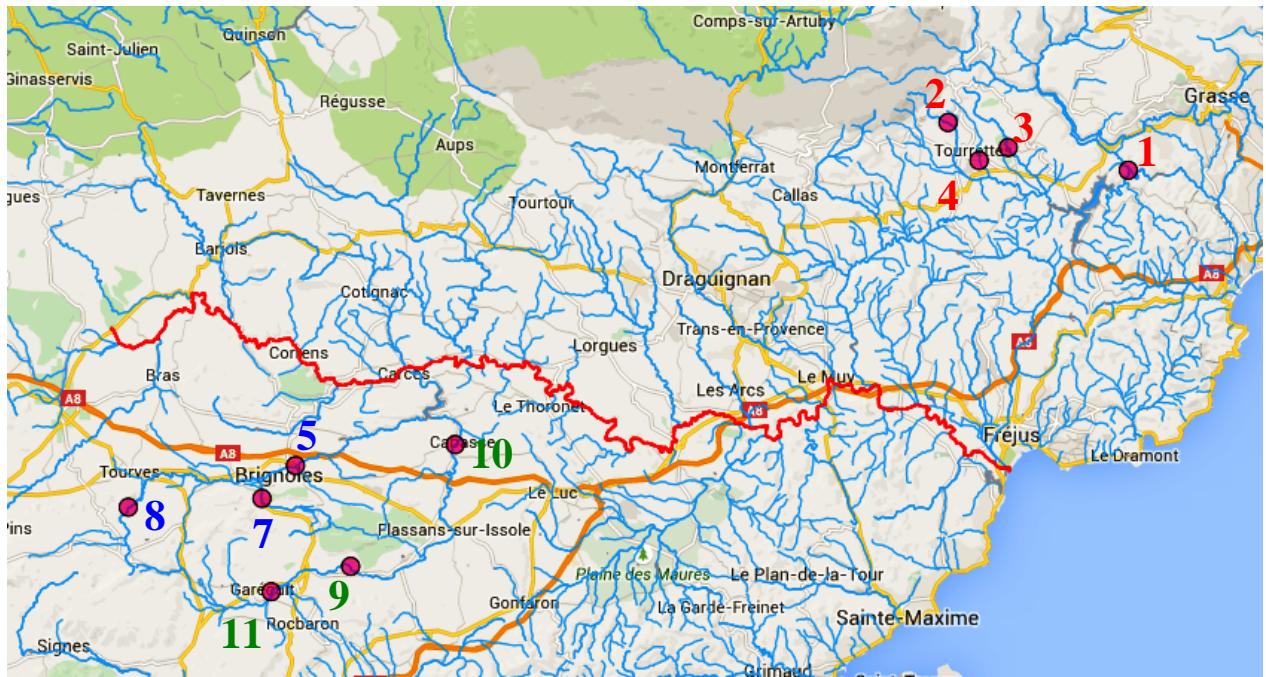 Comps-sur-Artuby
Quinson
Saint-Julien
Ginasservis
Régusse
Grasse
2
3
Aups
Tourrettes
1
Montferrat
4
Tavernes
gues
Callas
Tourtour
Barjols
A8
Draguignan
Cotignac
Trans-en-Provence
A8
Lorgues
Correns
Bras
Carcès
Le Muy
Les Arcs
A8
Le Thoronet
A8
Fréjus
5
Cabasse
10
A8
Le Dramont
Tourves
Brignoles
Le Luc
8
7
Pins
Flassans-sur-Issole
Plaine des Maures
Le Plan-de-la-Tour
9
Garéoult
Gonfaron
La Garde-Freinet
11
Rocbaron
Sainte-Maxime
Signes
Grimaud